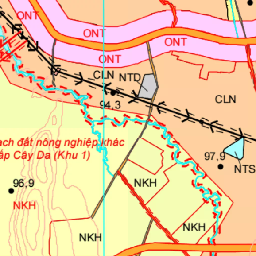 ONT
ONT
ONT
CLN
NTD
94,3
CLN
ạch đất nông nghiệp khác
ấp Cây Da (Khu 1)
97,9
NTS
NKH
96,9
NKH
NKH
NKH